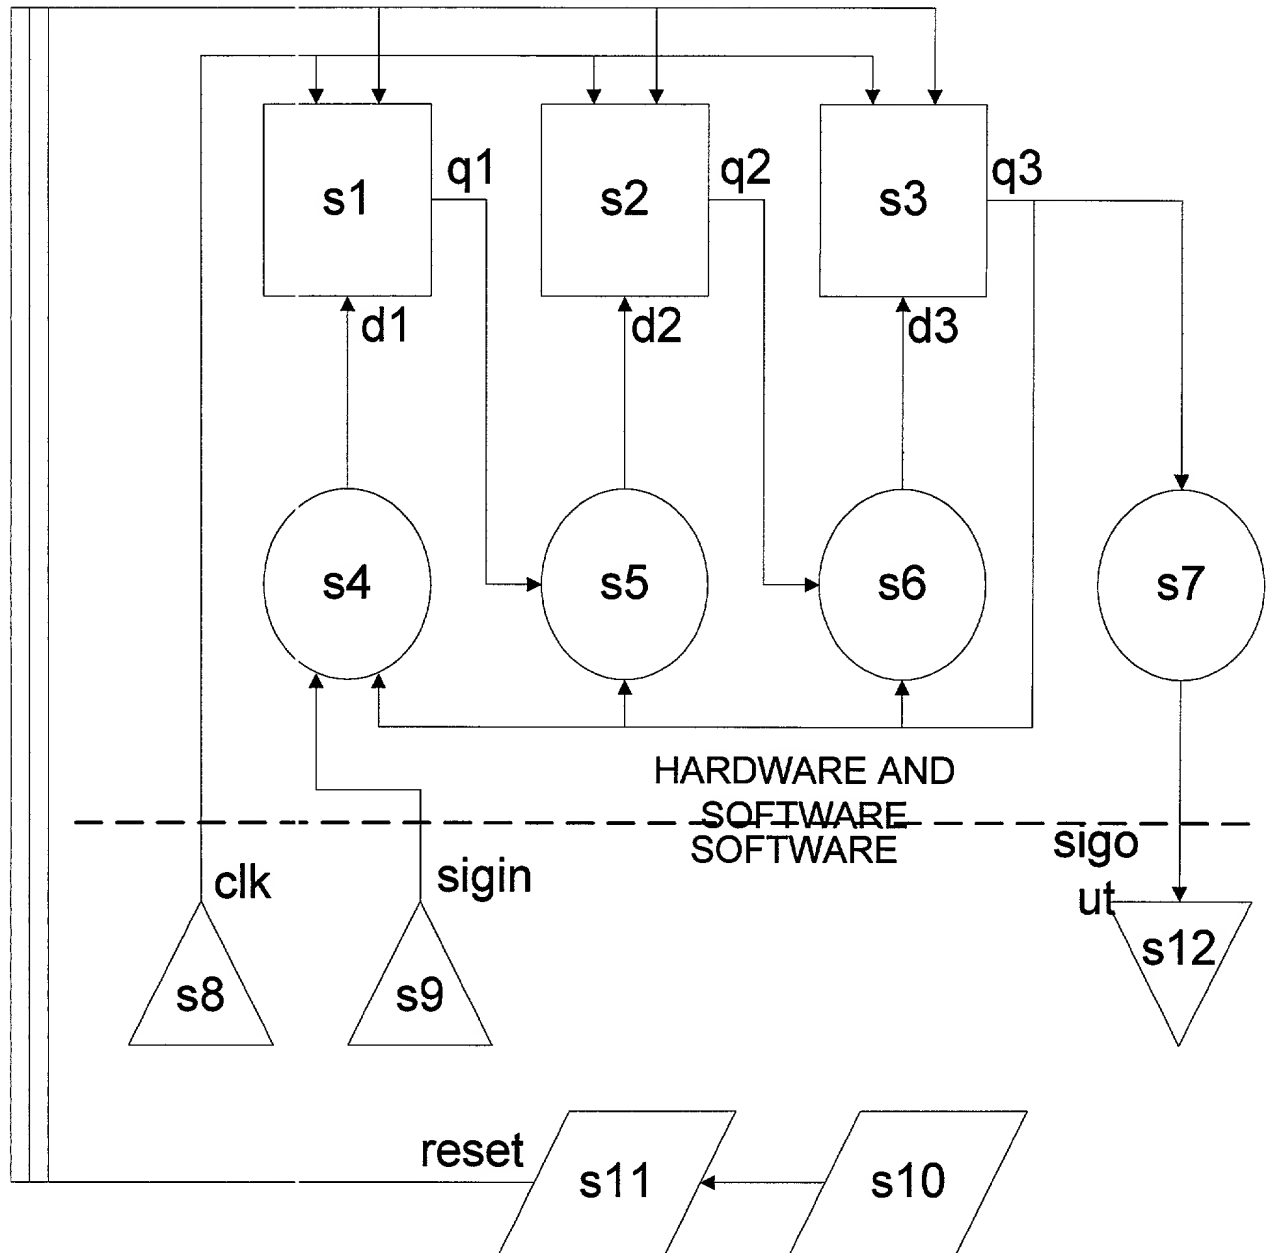 q1
q2
q3
s1
s2
s3
d1
d2
d3
s4
s5
s6
s7
HARDWARE AND
SOFTWARE
SOFTWARE
sigo
ut
clk
sigin
s12
s8
s9
reset
s11
s10